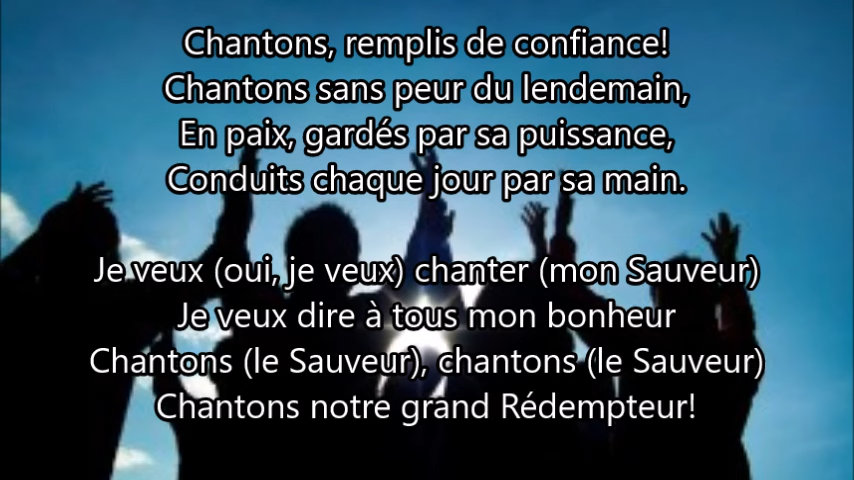 Chantons, remplis de confiance!
Chantons sans peur du lendemain,
En paix, gardés par sa puissance,
Conduits chaque jour par sa main.
Je veux (oui, je veux) chanter (mon Sauveur)
Je veux dire à tous mon bonheur
Chantons (le Sauveur), chantons (le Sauveur)
Chantons notre grand Rédempteur!